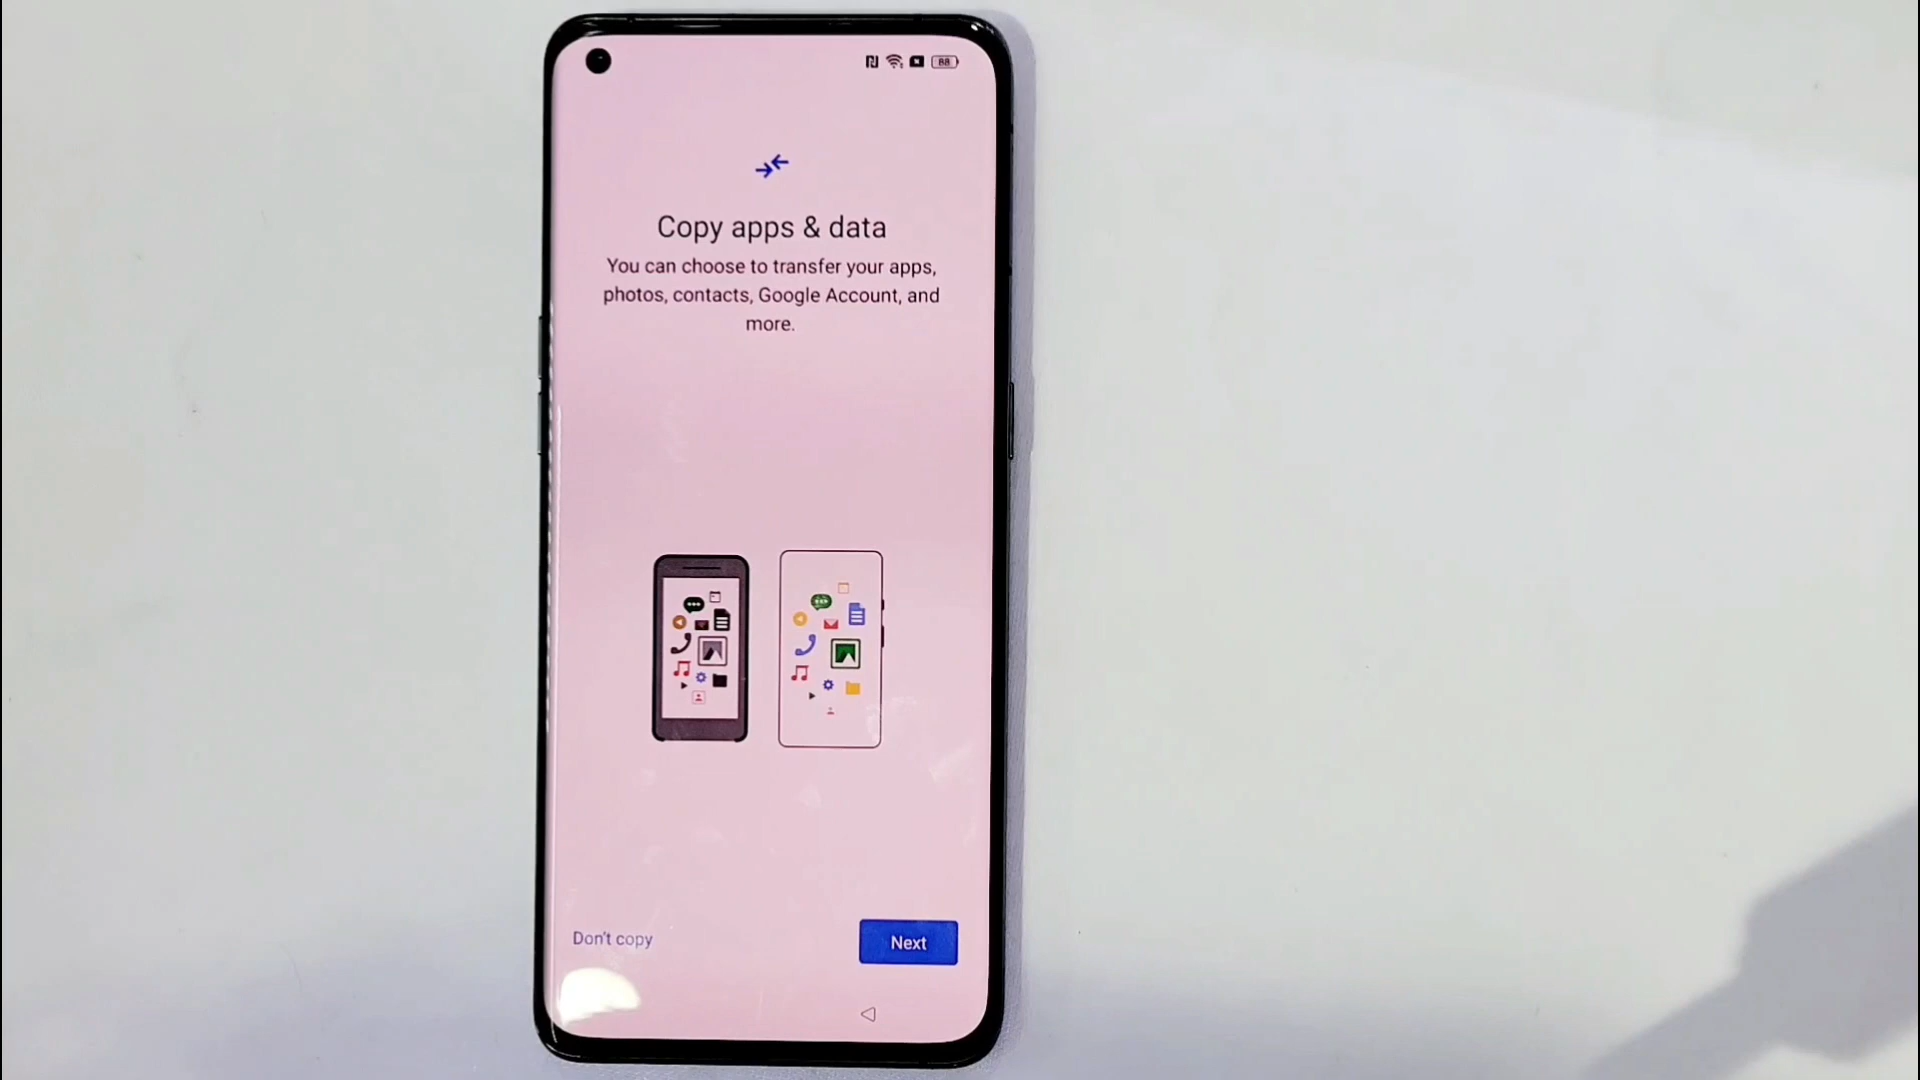 88
Copy apps & data
You can choose to transfer your apps,
photos, contacts, Google Account, and
more.
Don't copy
Next